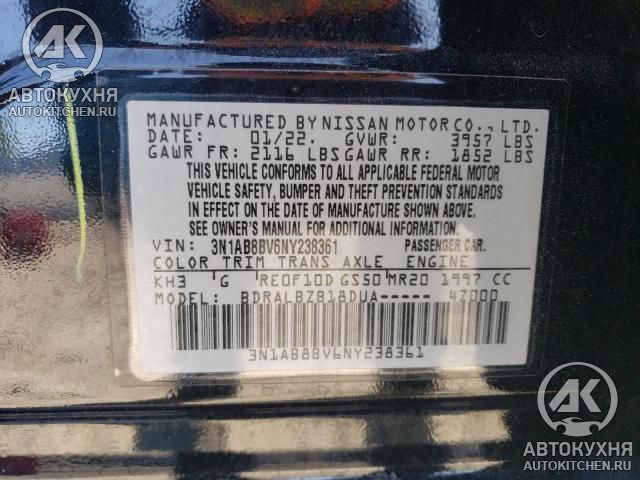 AK
АВТОКУХНЯ
AUTOKITCHEN.RU
MANUFACTURED BY NISSAN MOTOR CO., LTD.
DATE: 01/22. GVWR: 3957 LBS
GAWR FR: 2116 LBS GAWR RR: 1852 LBS
THIS VEHICLE CONFORMS TO ALL APPLICABLE FEDERAL MOTOR
VEHICLE SAFETY, BUMPER AND THEFT PREVENTION STANDARDS
IN EFFECT ON THE DATE OF MANUFACTURE SHOWN ABOVE.
SEE OWNER'S MANUAL FOR ADDITIONAL INFORMATION.
VIN: 3N1AB8BV6NY238361 PASSENGER CAR.
COLOR TRIM TRANS AXLE ENGINE
KH3 G RE0F10D GS50 MR20 1997 CC
MODEL: BDRALBZB18DUA----- 4Z000
3N1AB8BV6NY238361
AK
АВТОКУХНЯ
AUTOKITCHEN.RU